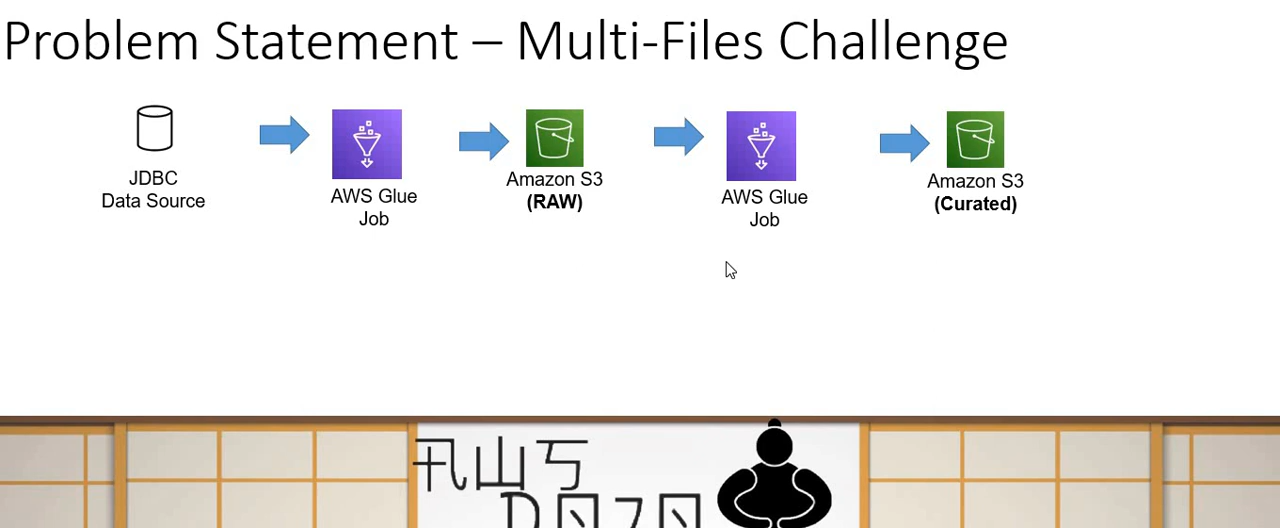 Problem Statement – Multi-Files Challenge
JDBC
Data Source
AWS Glue
Job
Amazon S3
(RAW)
AWS Glue
Job
Amazon S3
(Curated)